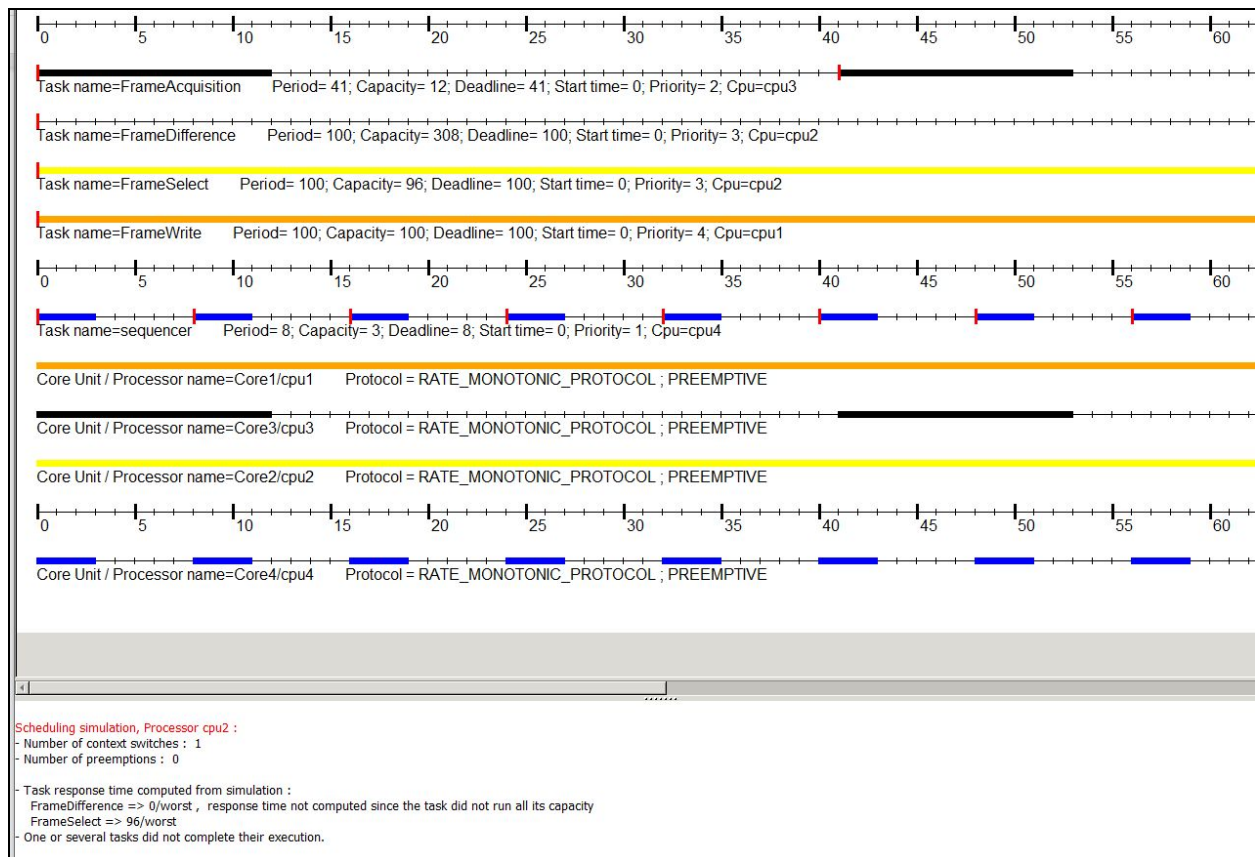 0 5 10 15 20 25 30 35 40 45 50 55 60
Task name=FrameAcquisition Period= 41; Capacity= 12; Deadline= 41; Start time= 0; Priority= 2; Cpu=cpu3
Task name=FrameDifference Period= 100; Capacity= 308; Deadline= 100; Start time= 0; Priority= 3; Cpu=cpu2
Task name=FrameSelect Period= 100; Capacity= 96; Deadline= 100; Start time= 0; Priority= 3; Cpu=cpu2
Task name=FrameWrite Period= 100; Capacity= 100; Deadline= 100; Start time= 0; Priority= 4; Cpu=cpu1
0 5 10 15 20 25 30 35 40 45 50 55 60
Task name=sequencer Period= 8; Capacity= 3; Deadline= 8; Start time= 0; Priority= 1; Cpu=cpu4
Core Unit / Processor name=Core1/cpu1 Protocol = RATE_MONOTONIC_PROTOCOL ; PREEMPTIVE
Core Unit / Processor name=Core3/cpu3 Protocol = RATE_MONOTONIC_PROTOCOL ; PREEMPTIVE
Core Unit / Processor name=Core2/cpu2 Protocol = RATE_MONOTONIC_PROTOCOL ; PREEMPTIVE
0 5 10 15 20 25 30 35 40 45 50 55 60
Core Unit / Processor name=Core4/cpu4 Protocol = RATE_MONOTONIC_PROTOCOL ; PREEMPTIVE
Scheduling simulation, Processor cpu2 :
- Number of context switches : 1
- Number of preemptions : 0
- Task response time computed from simulation :
FrameDifference => 0/worst , response time not computed since the task did not run all its capacity
FrameSelect => 96/worst
- One or several tasks did not complete their execution.